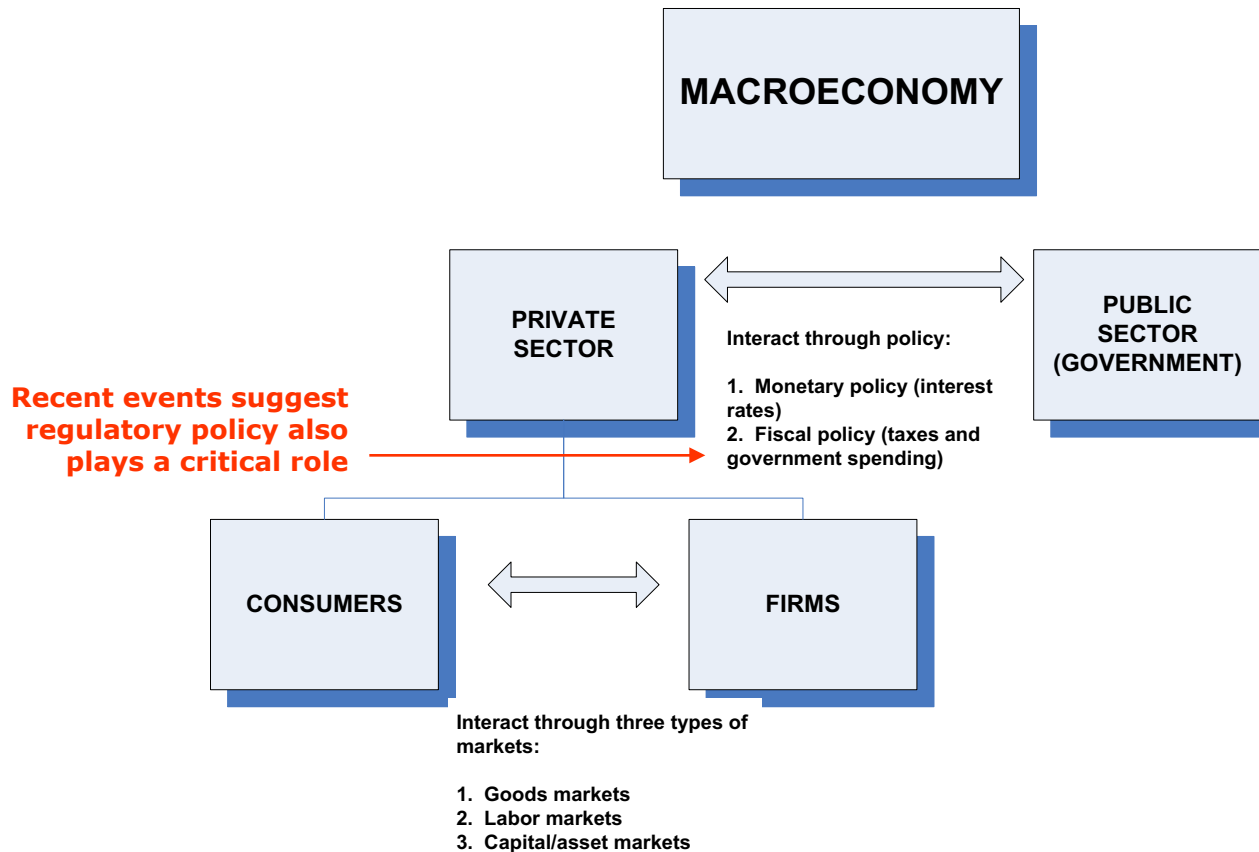 MACROECONOMY
PRIVATE
SECTOR
PUBLIC
SECTOR
(GOVERNMENT)
Interact through policy:
1. Monetary policy (interest
rates)
2. Fiscal policy (taxes and
government spending)
Recent events suggest
regulatory policy also
plays a critical role
CONSUMERS
FIRMS
Interact through three types of
markets:
1. Goods markets
2. Labor markets
3. Capital/asset markets